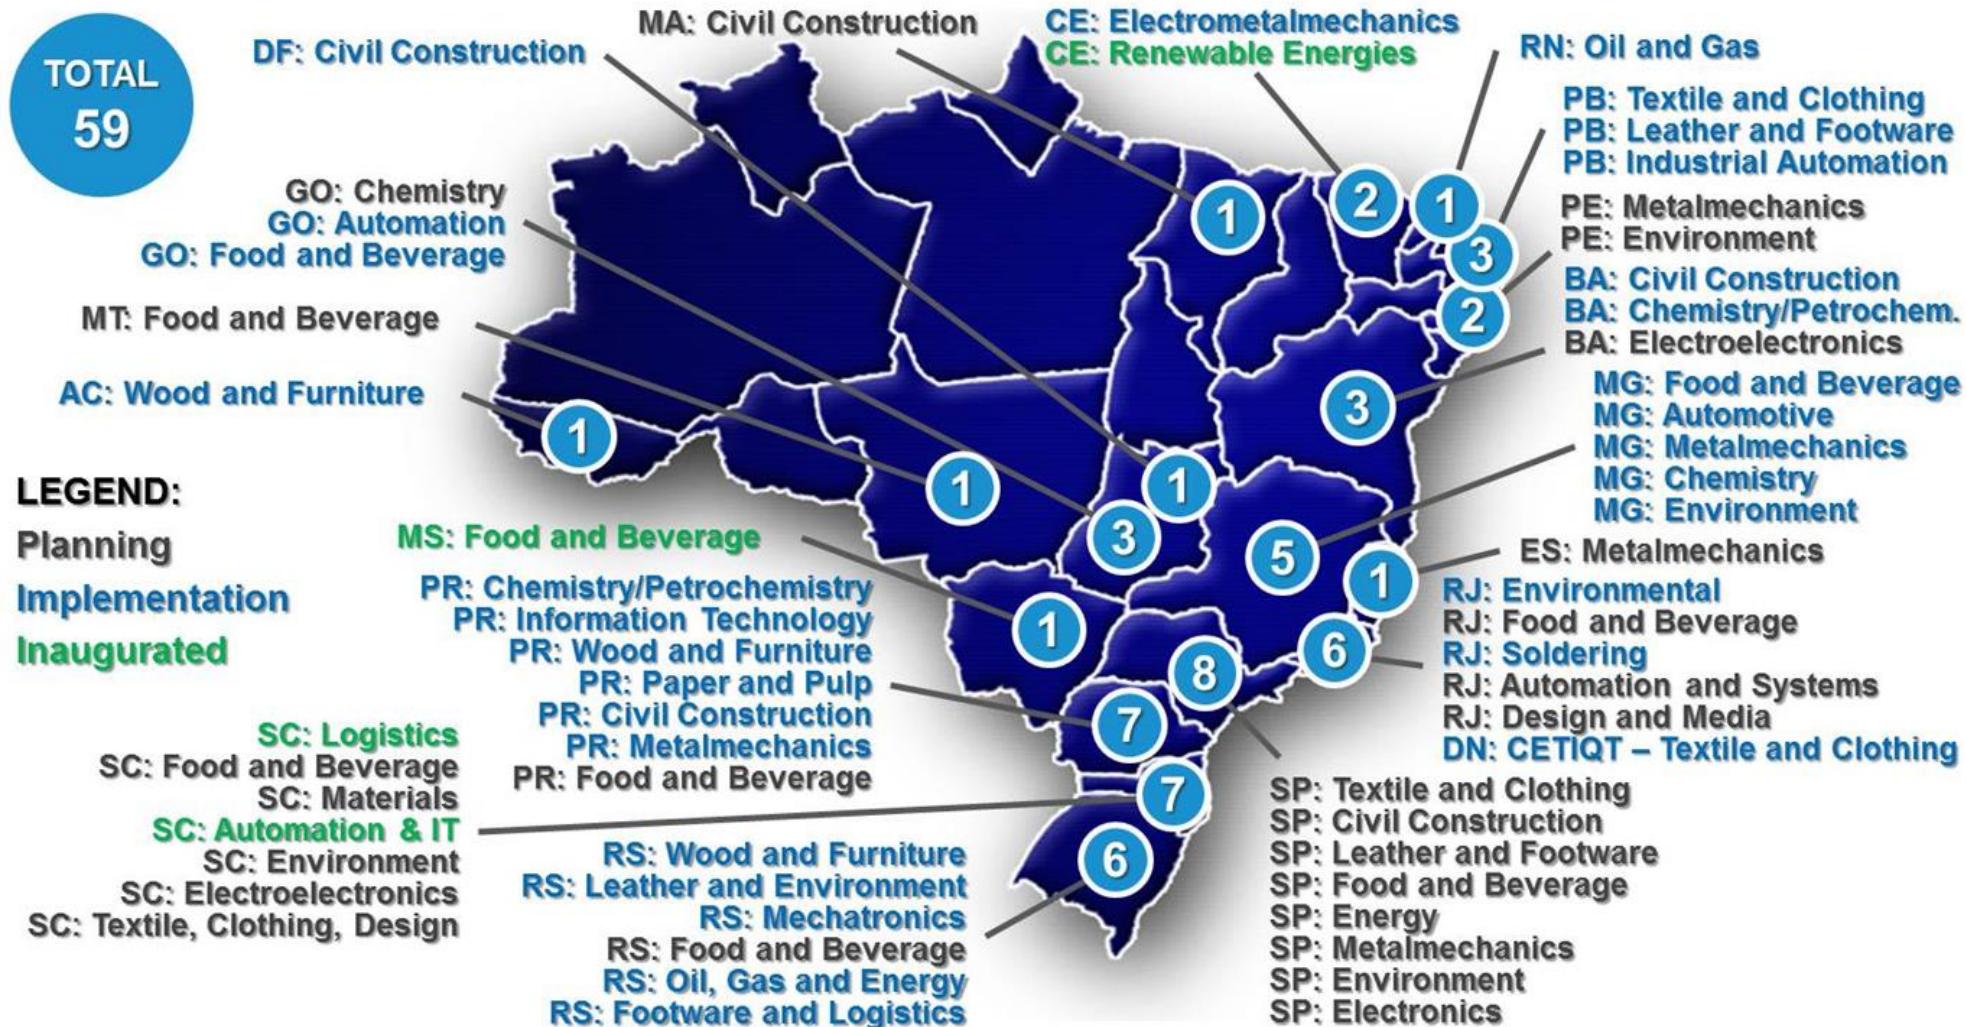 TOTAL
59
DF: Civil Construction
MA: Civil Construction
CE: Electrometalmechanics
CE: Renewable Energies
RN: Oil and Gas
PB: Textile and Clothing
PB: Leather and Footware
PB: Industrial Automation
GO: Chemistry
GO: Automation
GO: Food and Beverage
PE: Metalmechanics
PE: Environment
MT: Food and Beverage
BA: Civil Construction
BA: Chemistry/Petrochem.
BA: Electroelectronics
AC: Wood and Furniture
MG: Food and Beverage
MG: Automotive
MG: Metalmechanics
MG: Chemistry
MG: Environment
1
2
1
3
2
3
1
1
1
3
5
1
1
6
8
7
7
6
LEGEND:
Planning
Implementation
Inaugurated
MS: Food and Beverage
ES: Metalmechanics
PR: Chemistry/Petrochemistry
PR: Information Technology
PR: Wood and Furniture
PR: Paper and Pulp
PR: Civil Construction
PR: Metalmechanics
PR: Food and Beverage
RJ: Environmental
RJ: Food and Beverage
RJ: Soldering
RJ: Automation and Systems
RJ: Design and Media
DN: CETIQT – Textile and Clothing
SC: Logistics
SC: Food and Beverage
SC: Materials
SC: Automation & IT
SC: Environment
SC: Electroelectronics
SC: Textile, Clothing, Design
RS: Wood and Furniture
RS: Leather and Environment
RS: Mechatronics
RS: Food and Beverage
RS: Oil, Gas and Energy
RS: Footware and Logistics
SP: Textile and Clothing
SP: Civil Construction
SP: Leather and Footware
SP: Food and Beverage
SP: Energy
SP: Metalmechanics
SP: Environment
SP: Electronics